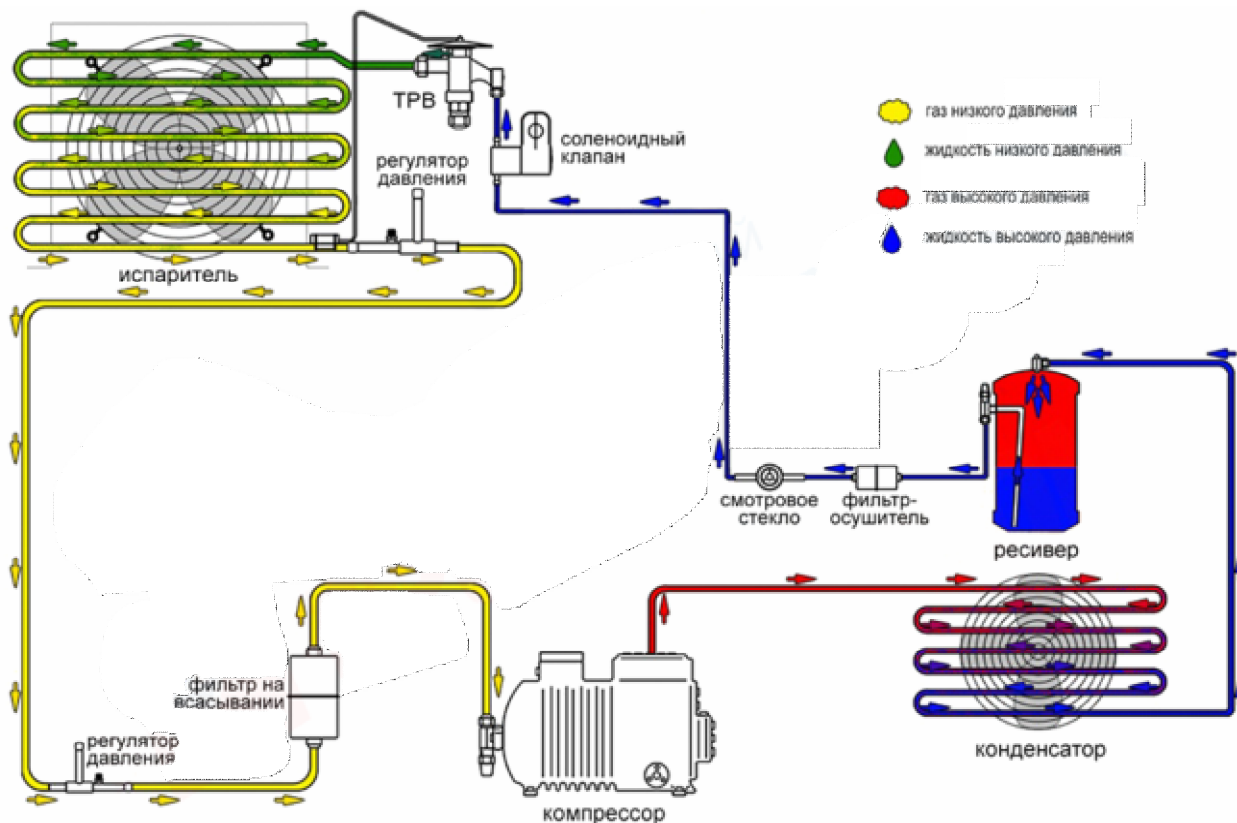 ТРВ
соленоидный
клапан
регулятор
давления
газ низкого давления
жидкость низкого давления
газ высокого давления
жидкость высокого давления
испаритель
смотровое
стекло
фильтр-
осушитель
ресивер
фильтр на
всасывании
регулятор
давления
конденсатор
компрессор